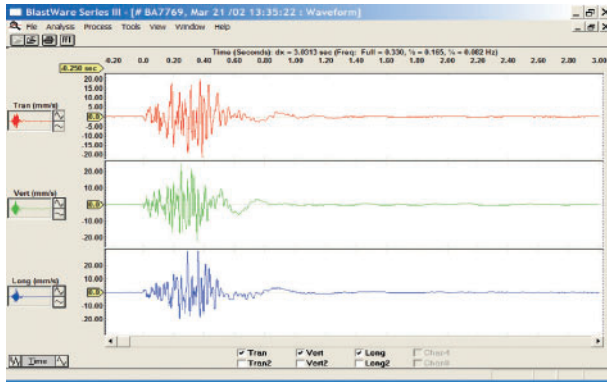 BlastWare Series III - [# BA7769, Mar 21 /02 13:35:22 : Waveform]
File Analysis Process Tools View Window Help
Time (Seconds): dx = 3.0313 sec (Freq: Full = 0.330, ½ = 0.165, ¼ = 0.082 Hz)
-0.250 sec
-0.20 0.0 0.20 0.40 0.60 0.80 1.00 1.20 1.40 1.60 1.80 2.00 2.20 2.40 2.60 2.80 3.00
Tran (mm/s)
20.00
15.00
10.00
5.00
0.0
-5.00
-10.00
-15.00
-20.00
Vert (mm/s)
20.00
10.00
0.0
-10.00
-20.00
Long (mm/s)
20.00
10.00
0.0
-10.00
-20.00
Time
Tran Vert Long Chan4
Tran2 Vert2 Long2 Chan8